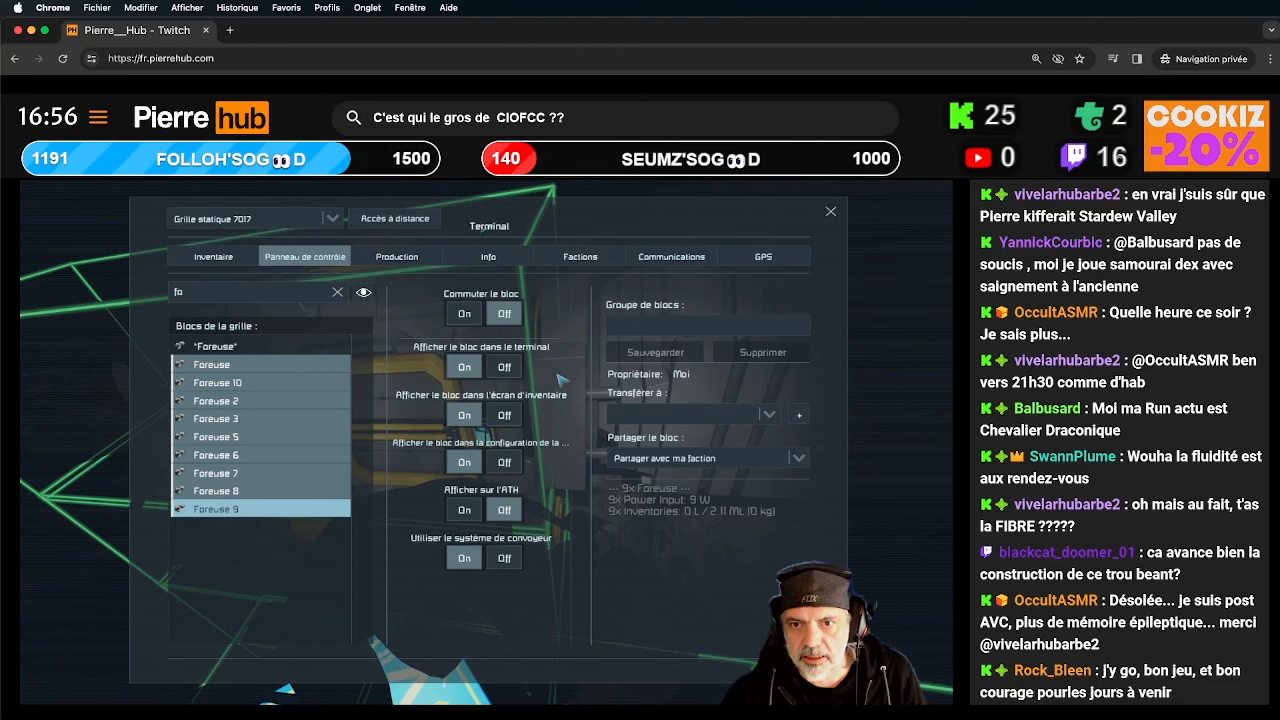 Chrome Fichier Modifier Afficher Historique Favoris Profils Onglet Fenêtre Aide
PH Pierre__Hub - Twitch
https://fr.pierrehub.com
Navigation privée
16:56
Pierre hub
C'est qui le gros de CIOFCC ??
25
2
0
16
COOKIZ
-20%
1191 FOLLOH'SOG👀D 1500
140 SEUMZ'SOG👀D 1000
Grille statique 7017
Accès à distance
Terminal
Inventaire
Panneau de contrôle
Production
Info
Factions
Communications
GPS
fo
Blocs de la grille :
*Foreuse*
Foreuse
Foreuse 10
Foreuse 2
Foreuse 3
Foreuse 5
Foreuse 6
Foreuse 7
Foreuse 8
Foreuse 9
Commuter le bloc
On Off
Afficher le bloc dans le terminal
On Off
Afficher le bloc dans l'écran d'inventaire
On Off
Afficher le bloc dans la configuration de la ...
On Off
Afficher sur l'ATH
On Off
Utiliser le système de convoyeur
On Off
Groupe de blocs :
Sauvegarder Supprimer
Propriétaire: Moi
Transférer à :
+
Partager le bloc :
Partager avec ma faction
--- 9x Foreuse ---
9x Power Input: 9 W
9x Inventories: 0 L / 2.11 ML (0 kg)
FOX
vivelarhubarbe2 : en vrai j'suis sûr que
Pierre kifferait Stardew Valley
YannickCourbic : @Balbusard pas de
soucis , moi je joue samourai dex avec
saignement à l'ancienne
OccultASMR : Quelle heure ce soir ?
Je sais plus...
vivelarhubarbe2 : @OccultASMR ben
vers 21h30 comme d'hab
Balbusard : Moi ma Run actu est
Chevalier Draconique
SwannPlume : Wouha la fluidité est
aux rendez-vous
vivelarhubarbe2 : oh mais au fait, t'as
la FIBRE ?????
blackcat_doomer_01 : ca avance bien la
construction de ce trou beant?
OccultASMR : Désolée... je suis post
AVC, plus de mémoire épileptique... merci
@vivelarhubarbe2
Rock_Bleen : j'y go, bon jeu, et bon
courage pourles jours à venir